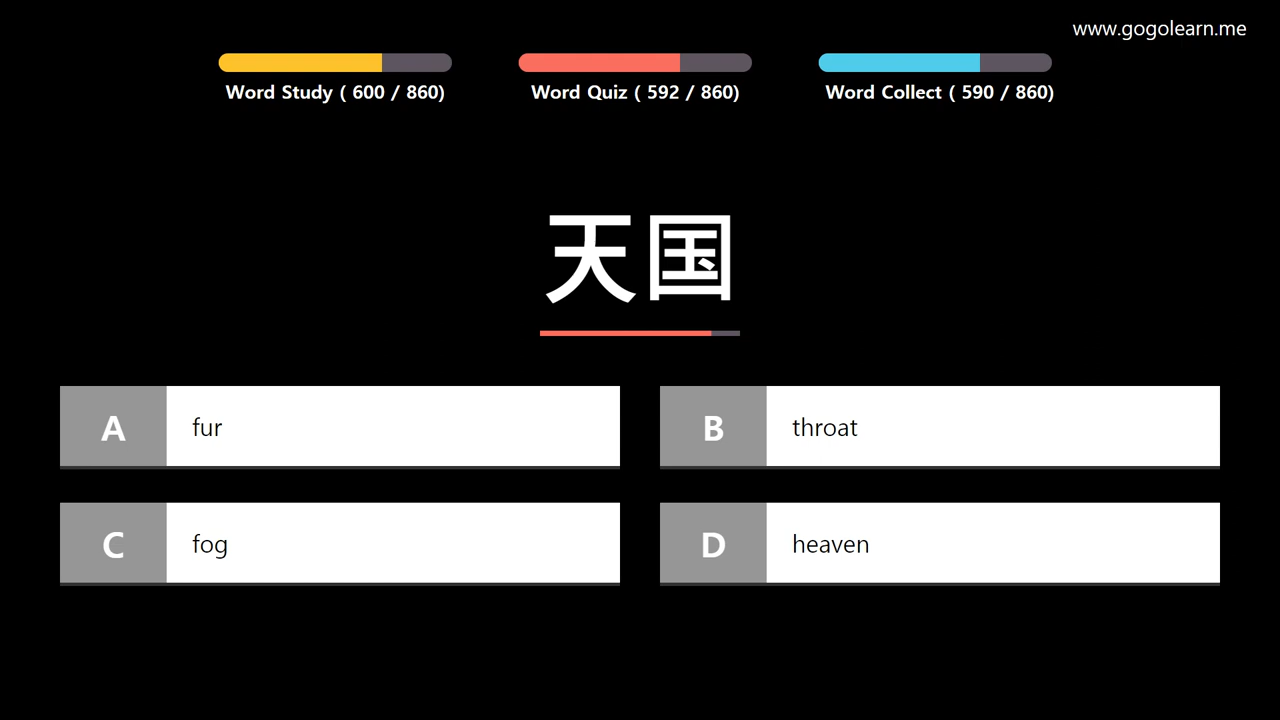 www.gogolearn.me
Word Study ( 600 / 860)
Word Quiz ( 592 / 860)
Word Collect ( 590 / 860)
天国
A fur
B throat
C fog
D heaven